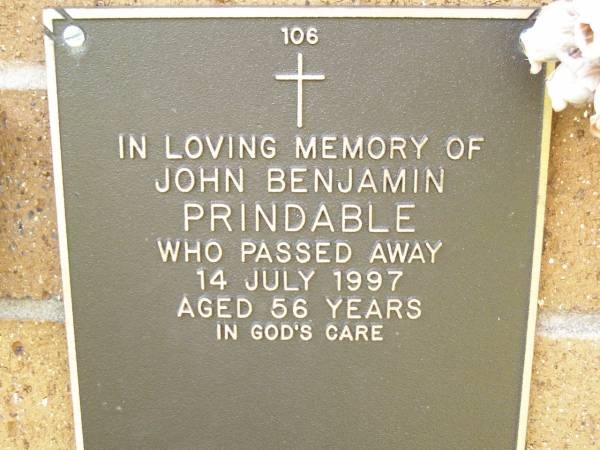 106
IN LOVING MEMORY OF
JOHN BENJAMIN
PRINDABLE
WHO PASSED AWAY
14 JULY 1997
AGED 56 YEARS
IN GOD'S CARE